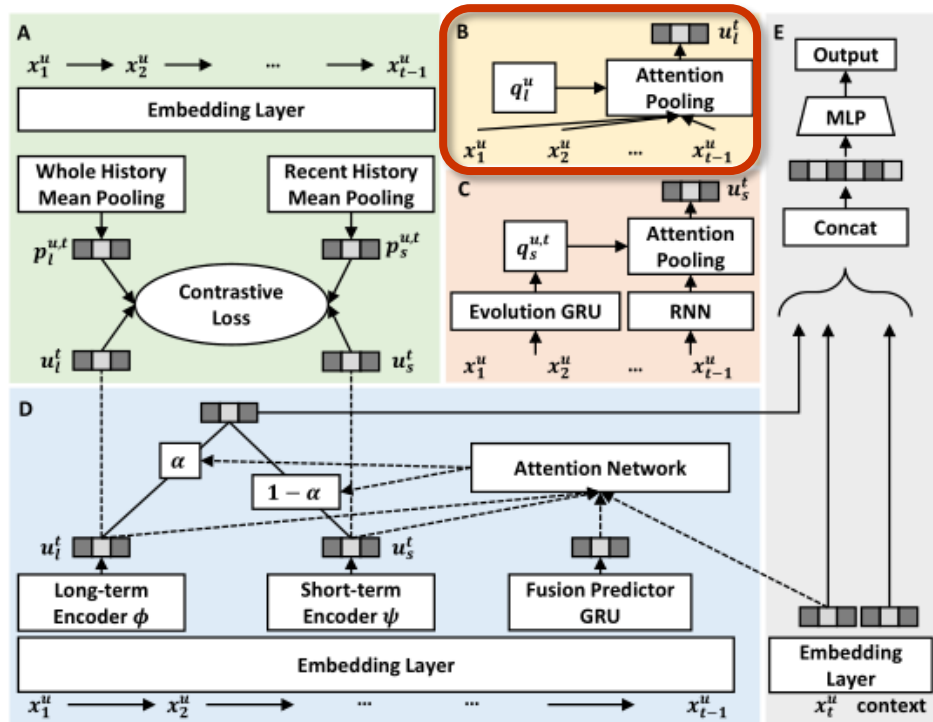 A
x_1^u x_2^u ... x_{t-1}^u
Embedding Layer
Whole History
Mean Pooling
Recent History
Mean Pooling
p_l^{u,t}
p_s^{u,t}
Contrastive
Loss
u_l^t
u_s^t
B
u_l^t
q_l^u
Attention
Pooling
x_1^u x_2^u ... x_{t-1}^u
C
u_s^t
q_s^{u,t}
Attention
Pooling
Evolution GRU
RNN
x_1^u x_2^u ... x_{t-1}^u
D
α
1 − α
Attention Network
u_l^t
u_s^t
Long-term
Encoder ϕ
Short-term
Encoder ψ
Fusion Predictor
GRU
Embedding Layer
x_1^u x_2^u ... ... x_{t-1}^u
E
Output
MLP
Concat
Embedding
Layer
x_t^u context